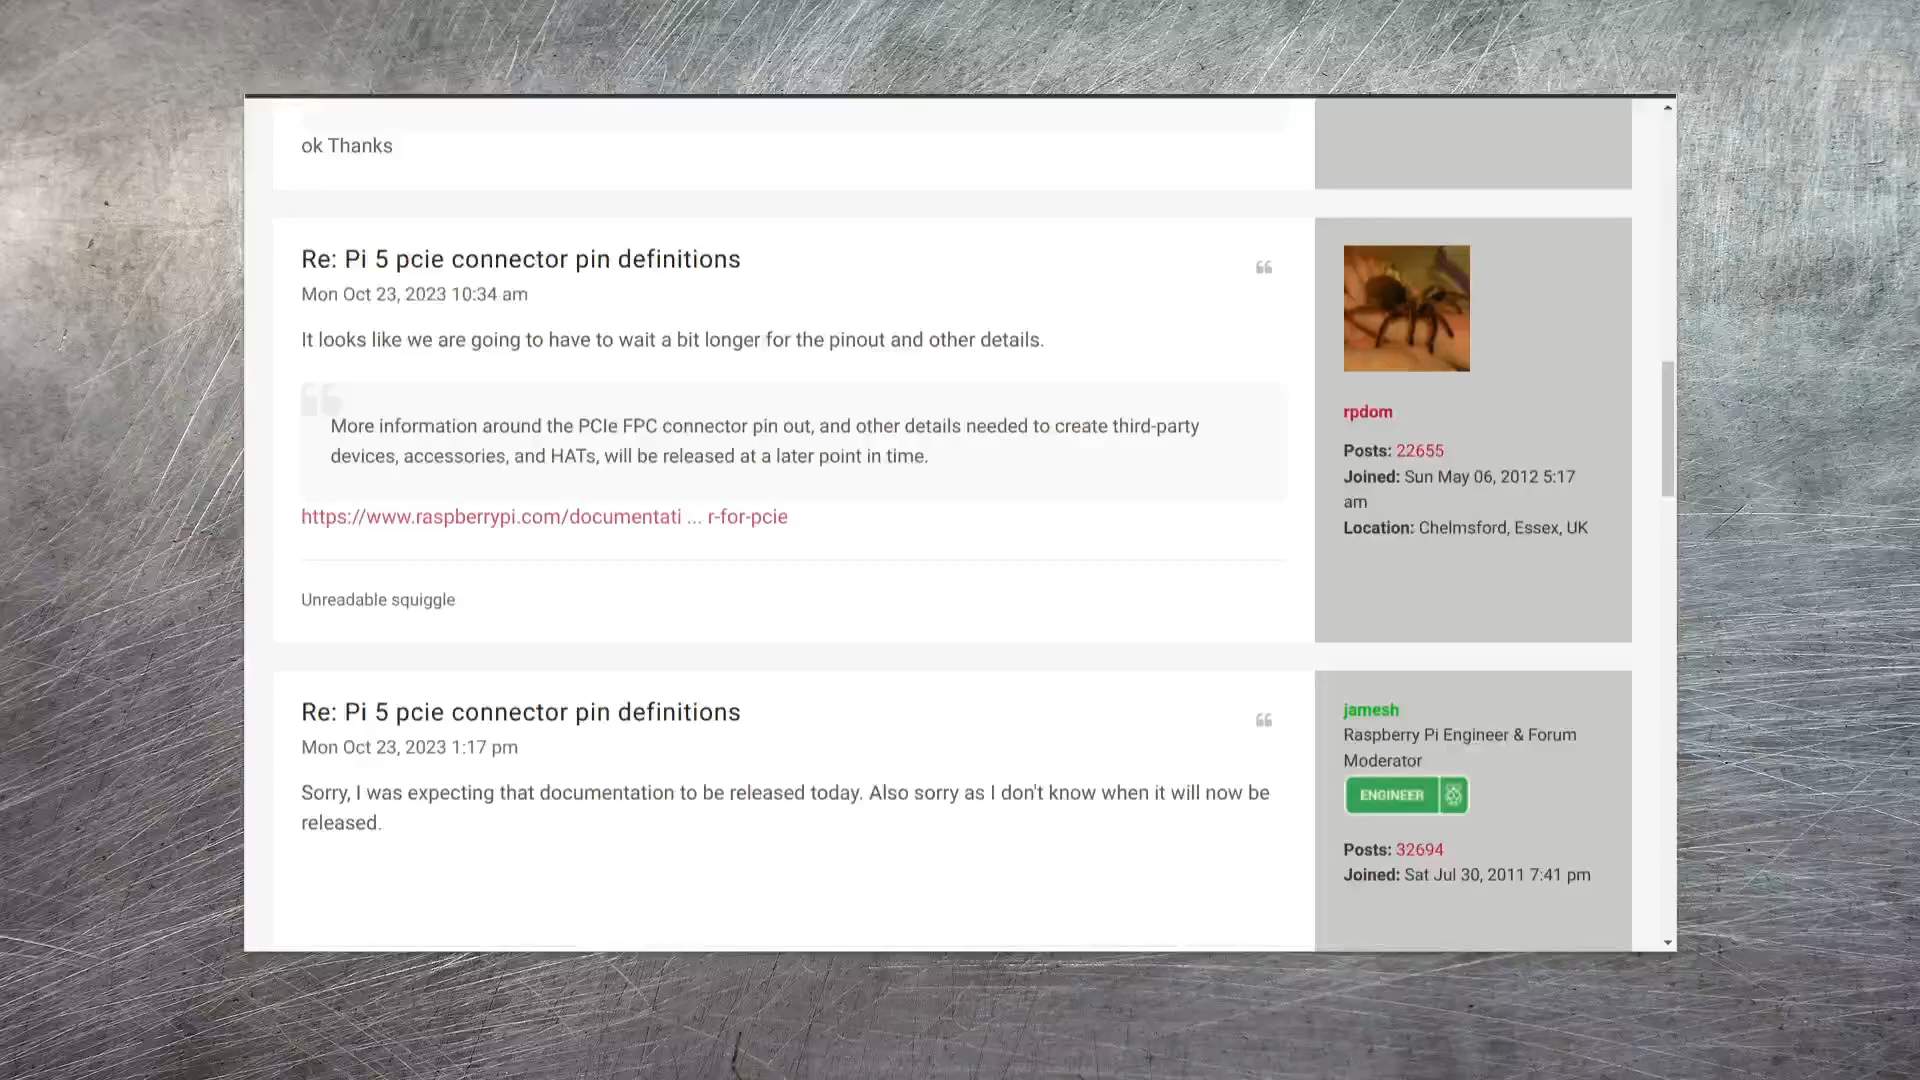 ok Thanks
Re: Pi 5 pcie connector pin definitions
Mon Oct 23, 2023 10:34 am
It looks like we are going to have to wait a bit longer for the pinout and other details.
More information around the PCIe FPC connector pin out, and other details needed to create third-party
devices, accessories, and HATs, will be released at a later point in time.
https://www.raspberrypi.com/documentati ... r-for-pcie
Unreadable squiggle
rpdom
Posts: 22655
Joined: Sun May 06, 2012 5:17
am
Location: Chelmsford, Essex, UK
Re: Pi 5 pcie connector pin definitions
Mon Oct 23, 2023 1:17 pm
Sorry, I was expecting that documentation to be released today. Also sorry as I don't know when it will now be
released.
jamesh
Raspberry Pi Engineer & Forum
Moderator
ENGINEER
Posts: 32694
Joined: Sat Jul 30, 2011 7:41 pm